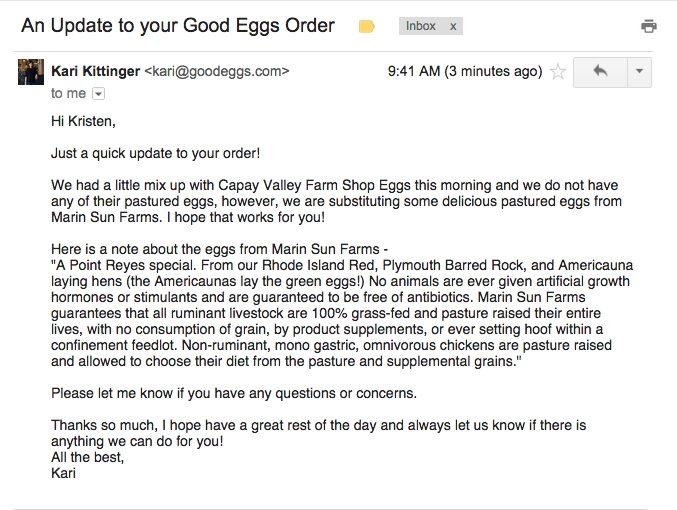 An Update to your Good Eggs Order
Inbox x
Kari Kittinger <kari@goodeggs.com>
9:41 AM (3 minutes ago)
to me
Hi Kristen,
Just a quick update to your order!
We had a little mix up with Capay Valley Farm Shop Eggs this morning and we do not have
any of their pastured eggs, however, we are substituting some delicious pastured eggs from
Marin Sun Farms. I hope that works for you!
Here is a note about the eggs from Marin Sun Farms -
"A Point Reyes special. From our Rhode Island Red, Plymouth Barred Rock, and Americauna
laying hens (the Americaunas lay the green eggs!) No animals are ever given artificial growth
hormones or stimulants and are guaranteed to be free of antibiotics. Marin Sun Farms
guarantees that all ruminant livestock are 100% grass-fed and pasture raised their entire
lives, with no consumption of grain, by product supplements, or ever setting hoof within a
confinement feedlot. Non-ruminant, mono gastric, omnivorous chickens are pasture raised
and allowed to choose their diet from the pasture and supplemental grains."
Please let me know if you have any questions or concerns.
Thanks so much, I hope have a great rest of the day and always let us know if there is
anything we can do for you!
All the best,
Kari